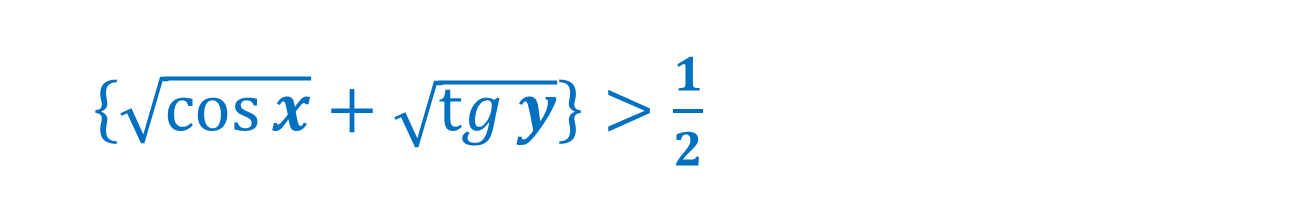 {√cos x + √tg y} > 1/2